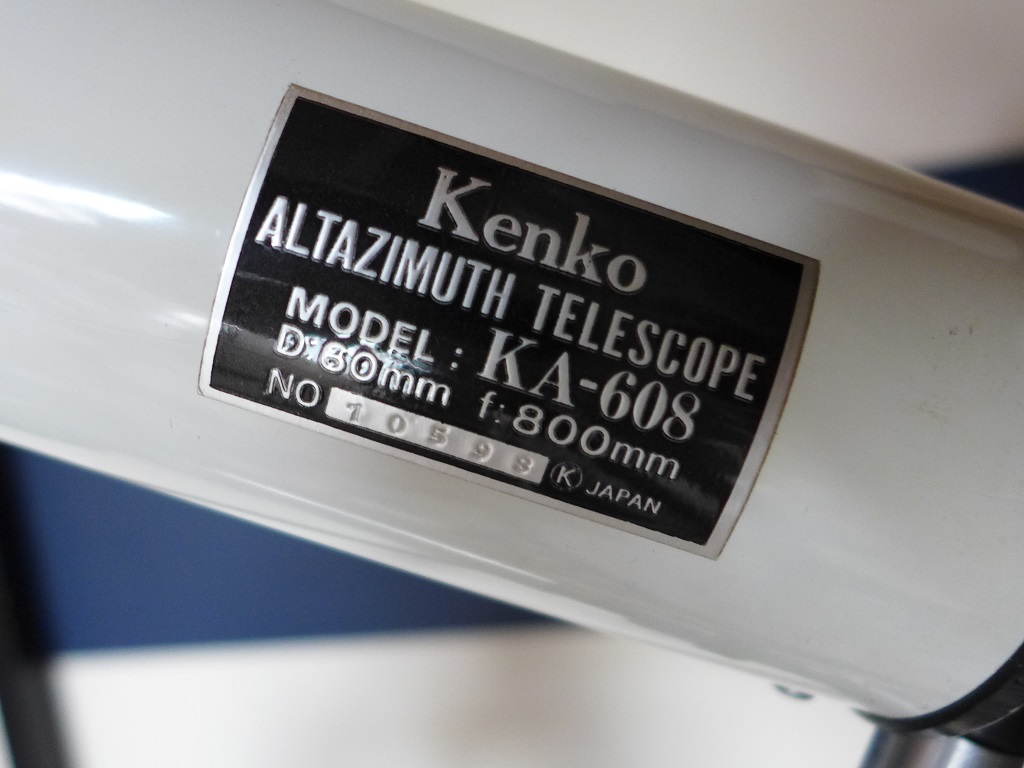 Kenko
ALTAZIMUTH TELESCOPE
MODEL : KA-608
D:60mm f:800mm
NO 10598 K JAPAN